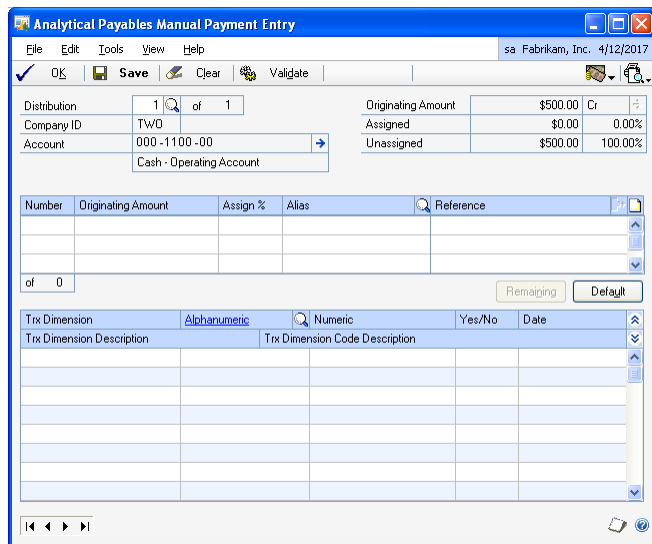 Analytical Payables Manual Payment Entry
File Edit Tools View Help sa Fabrikam, Inc. 4/12/2017
OK Save Clear Validate
Distribution 1 of 1 Originating Amount $500.00 Cr
Company ID TWO Assigned $0.00 0.00%
Account 000 -1100 -00 Unassigned $500.00 100.00%
Cash - Operating Account
Number Originating Amount Assign % Alias Reference
of 0
Remaining Default
Trx Dimension Alphanumeric Numeric Yes/No Date
Trx Dimension Description Trx Dimension Code Description